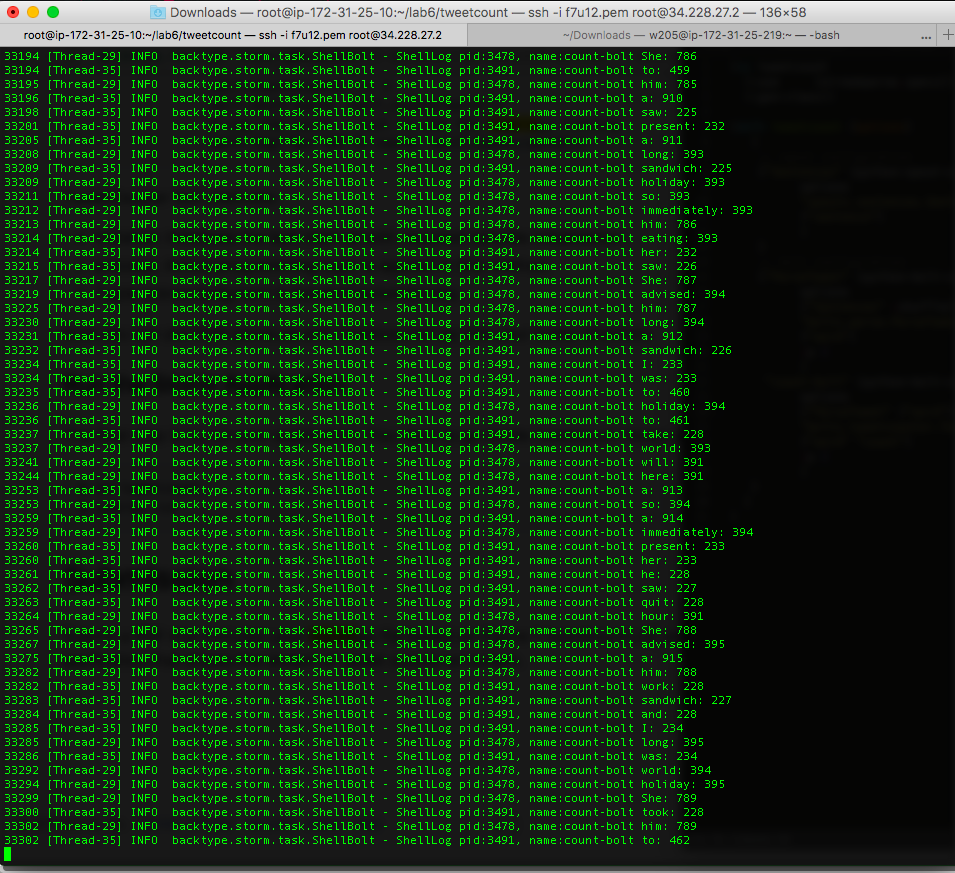 Downloads — root@ip-172-31-25-10:~/lab6/tweetcount — ssh -i f7u12.pem root@34.228.27.2 — 136×58
root@ip-172-31-25-10:~/lab6/tweetcount — ssh -i f7u12.pem root@34.228.27.2 ~/Downloads — w205@ip-172-31-25-219:~ — -bash ... +
33194 [Thread-29] INFO  backtype.storm.task.ShellBolt - ShellLog pid:3478, name:count-bolt She: 786
33194 [Thread-35] INFO  backtype.storm.task.ShellBolt - ShellLog pid:3491, name:count-bolt to: 459
33195 [Thread-29] INFO  backtype.storm.task.ShellBolt - ShellLog pid:3478, name:count-bolt him: 785
33196 [Thread-35] INFO  backtype.storm.task.ShellBolt - ShellLog pid:3491, name:count-bolt a: 910
33198 [Thread-35] INFO  backtype.storm.task.ShellBolt - ShellLog pid:3491, name:count-bolt saw: 225
33201 [Thread-35] INFO  backtype.storm.task.ShellBolt - ShellLog pid:3491, name:count-bolt present: 232
33205 [Thread-35] INFO  backtype.storm.task.ShellBolt - ShellLog pid:3491, name:count-bolt a: 911
33208 [Thread-29] INFO  backtype.storm.task.ShellBolt - ShellLog pid:3478, name:count-bolt long: 393
33209 [Thread-35] INFO  backtype.storm.task.ShellBolt - ShellLog pid:3491, name:count-bolt sandwich: 225
33209 [Thread-29] INFO  backtype.storm.task.ShellBolt - ShellLog pid:3478, name:count-bolt holiday: 393
33211 [Thread-29] INFO  backtype.storm.task.ShellBolt - ShellLog pid:3478, name:count-bolt so: 393
33212 [Thread-29] INFO  backtype.storm.task.ShellBolt - ShellLog pid:3478, name:count-bolt immediately: 393
33213 [Thread-29] INFO  backtype.storm.task.ShellBolt - ShellLog pid:3478, name:count-bolt him: 786
33214 [Thread-29] INFO  backtype.storm.task.ShellBolt - ShellLog pid:3478, name:count-bolt eating: 393
33214 [Thread-35] INFO  backtype.storm.task.ShellBolt - ShellLog pid:3491, name:count-bolt her: 232
33215 [Thread-35] INFO  backtype.storm.task.ShellBolt - ShellLog pid:3491, name:count-bolt saw: 226
33217 [Thread-29] INFO  backtype.storm.task.ShellBolt - ShellLog pid:3478, name:count-bolt She: 787
33219 [Thread-29] INFO  backtype.storm.task.ShellBolt - ShellLog pid:3478, name:count-bolt advised: 394
33225 [Thread-29] INFO  backtype.storm.task.ShellBolt - ShellLog pid:3478, name:count-bolt him: 787
33230 [Thread-29] INFO  backtype.storm.task.ShellBolt - ShellLog pid:3478, name:count-bolt long: 394
33231 [Thread-35] INFO  backtype.storm.task.ShellBolt - ShellLog pid:3491, name:count-bolt a: 912
33232 [Thread-35] INFO  backtype.storm.task.ShellBolt - ShellLog pid:3491, name:count-bolt sandwich: 226
33234 [Thread-35] INFO  backtype.storm.task.ShellBolt - ShellLog pid:3491, name:count-bolt I: 233
33234 [Thread-35] INFO  backtype.storm.task.ShellBolt - ShellLog pid:3491, name:count-bolt was: 233
33235 [Thread-35] INFO  backtype.storm.task.ShellBolt - ShellLog pid:3491, name:count-bolt to: 460
33236 [Thread-29] INFO  backtype.storm.task.ShellBolt - ShellLog pid:3478, name:count-bolt holiday: 394
33236 [Thread-35] INFO  backtype.storm.task.ShellBolt - ShellLog pid:3491, name:count-bolt to: 461
33237 [Thread-35] INFO  backtype.storm.task.ShellBolt - ShellLog pid:3491, name:count-bolt take: 228
33237 [Thread-29] INFO  backtype.storm.task.ShellBolt - ShellLog pid:3478, name:count-bolt world: 393
33241 [Thread-29] INFO  backtype.storm.task.ShellBolt - ShellLog pid:3478, name:count-bolt will: 391
33244 [Thread-29] INFO  backtype.storm.task.ShellBolt - ShellLog pid:3478, name:count-bolt here: 391
33253 [Thread-35] INFO  backtype.storm.task.ShellBolt - ShellLog pid:3491, name:count-bolt a: 913
33253 [Thread-29] INFO  backtype.storm.task.ShellBolt - ShellLog pid:3478, name:count-bolt so: 394
33259 [Thread-35] INFO  backtype.storm.task.ShellBolt - ShellLog pid:3491, name:count-bolt a: 914
33259 [Thread-29] INFO  backtype.storm.task.ShellBolt - ShellLog pid:3478, name:count-bolt immediately: 394
33260 [Thread-35] INFO  backtype.storm.task.ShellBolt - ShellLog pid:3491, name:count-bolt present: 233
33260 [Thread-35] INFO  backtype.storm.task.ShellBolt - ShellLog pid:3491, name:count-bolt her: 233
33261 [Thread-35] INFO  backtype.storm.task.ShellBolt - ShellLog pid:3491, name:count-bolt he: 228
33262 [Thread-35] INFO  backtype.storm.task.ShellBolt - ShellLog pid:3491, name:count-bolt saw: 227
33263 [Thread-35] INFO  backtype.storm.task.ShellBolt - ShellLog pid:3491, name:count-bolt quit: 228
33264 [Thread-29] INFO  backtype.storm.task.ShellBolt - ShellLog pid:3478, name:count-bolt hour: 391
33265 [Thread-29] INFO  backtype.storm.task.ShellBolt - ShellLog pid:3478, name:count-bolt She: 788
33267 [Thread-29] INFO  backtype.storm.task.ShellBolt - ShellLog pid:3478, name:count-bolt advised: 395
33275 [Thread-35] INFO  backtype.storm.task.ShellBolt - ShellLog pid:3491, name:count-bolt a: 915
33282 [Thread-29] INFO  backtype.storm.task.ShellBolt - ShellLog pid:3478, name:count-bolt him: 788
33282 [Thread-35] INFO  backtype.storm.task.ShellBolt - ShellLog pid:3491, name:count-bolt work: 228
33283 [Thread-35] INFO  backtype.storm.task.ShellBolt - ShellLog pid:3491, name:count-bolt sandwich: 227
33284 [Thread-35] INFO  backtype.storm.task.ShellBolt - ShellLog pid:3491, name:count-bolt and: 228
33285 [Thread-35] INFO  backtype.storm.task.ShellBolt - ShellLog pid:3491, name:count-bolt I: 234
33285 [Thread-29] INFO  backtype.storm.task.ShellBolt - ShellLog pid:3478, name:count-bolt long: 395
33286 [Thread-35] INFO  backtype.storm.task.ShellBolt - ShellLog pid:3491, name:count-bolt was: 234
33292 [Thread-29] INFO  backtype.storm.task.ShellBolt - ShellLog pid:3478, name:count-bolt world: 394
33294 [Thread-29] INFO  backtype.storm.task.ShellBolt - ShellLog pid:3478, name:count-bolt holiday: 395
33299 [Thread-29] INFO  backtype.storm.task.ShellBolt - ShellLog pid:3478, name:count-bolt She: 789
33300 [Thread-35] INFO  backtype.storm.task.ShellBolt - ShellLog pid:3491, name:count-bolt took: 228
33302 [Thread-29] INFO  backtype.storm.task.ShellBolt - ShellLog pid:3478, name:count-bolt him: 789
33302 [Thread-35] INFO  backtype.storm.task.ShellBolt - ShellLog pid:3491, name:count-bolt to: 462